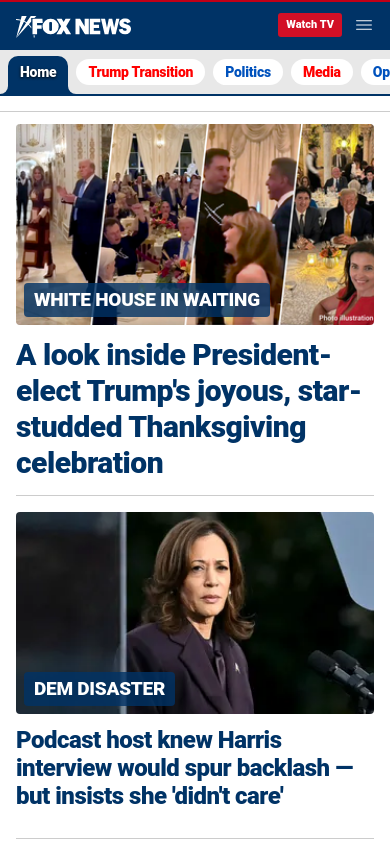 FOX NEWS
Watch TV
Home
Trump Transition
Politics
Media
Op
WHITE HOUSE IN WAITING
Photo illustration
A look inside President-
elect Trump's joyous, star-
studded Thanksgiving
celebration
DEM DISASTER
Podcast host knew Harris
interview would spur backlash —
but insists she 'didn't care'